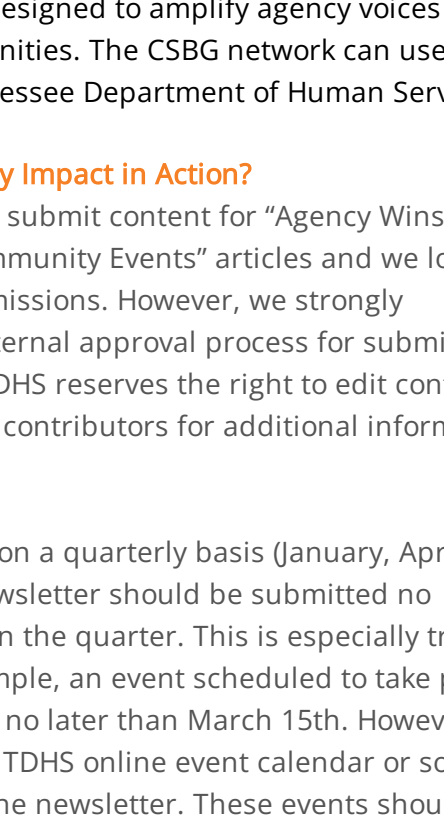 esigned to amplify agency voices
nities. The CSBG network can use
essee Department of Human Serv
y Impact in Action?
submit content for “Agency Wins
mmunity Events” articles and we lo
missions. However, we strongly
ternal approval process for submi
DHS reserves the right to edit con
contributors for additional inform
on a quarterly basis (January, Apr
wsletter should be submitted no
n the quarter. This is especially tr
mple, an event scheduled to take p
no later than March 15th. Howev
TDHS online event calendar or so
he newsletter. These events shou